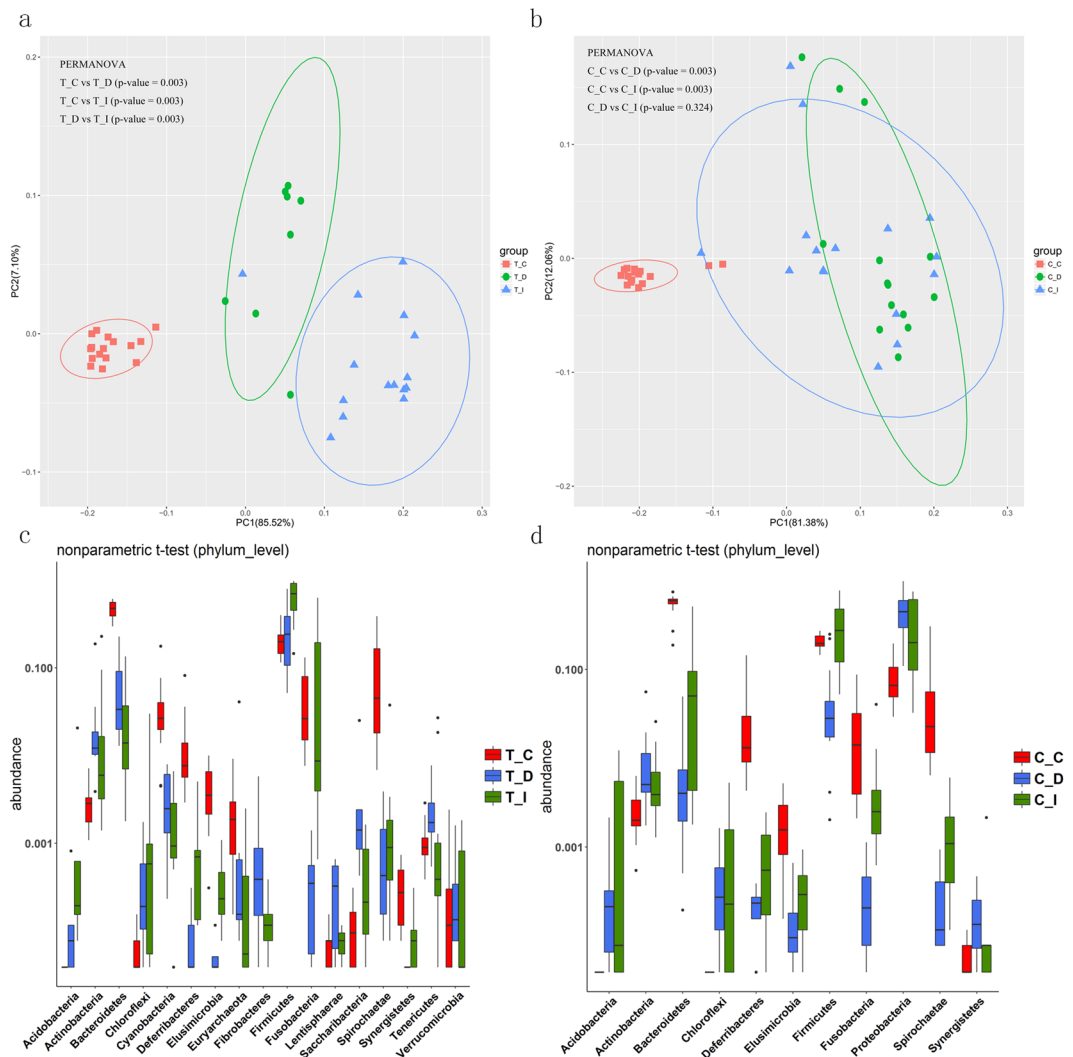 a
PERMANOVA
T_C vs T_D (p-value = 0.003)
T_C vs T_I (p-value = 0.003)
T_D vs T_I (p-value = 0.003)
0.2
0.1
0.0
−0.1
PC2(7.10%)
−0.2
−0.1
0.0
0.1
0.2
0.3
PC1(85.52%)
group
T_C
T_D
T_I
b
PERMANOVA
C_C vs C_D (p-value = 0.003)
C_C vs C_I (p-value = 0.003)
C_D vs C_I (p-value = 0.324)
0.2
0.1
0.0
−0.1
−0.2
PC2(12.06%)
−0.2
−0.1
0.0
0.1
0.2
0.3
PC1(81.38%)
group
C_C
C_D
C_I
c
nonparametric t-test (phylum_level)
0.100
0.001
abundance
Acidobacteria
Actinobacteria
Bacteroidetes
Chloroflexi
Cyanobacteria
Deferribacteres
Elusimicrobia
Euryarchaeota
Fibrobacteres
Firmicutes
Fusobacteria
Lentisphaerae
Saccharibacteria
Spirochaetae
Synergistetes
Tenericutes
Verrucomicrobia
T_C
T_D
T_I
d
nonparametric t-test (phylum_level)
0.100
0.001
abundance
Acidobacteria
Actinobacteria
Bacteroidetes
Chloroflexi
Deferribacteres
Elusimicrobia
Firmicutes
Fusobacteria
Proteobacteria
Spirochaetae
Synergistetes
C_C
C_D
C_I